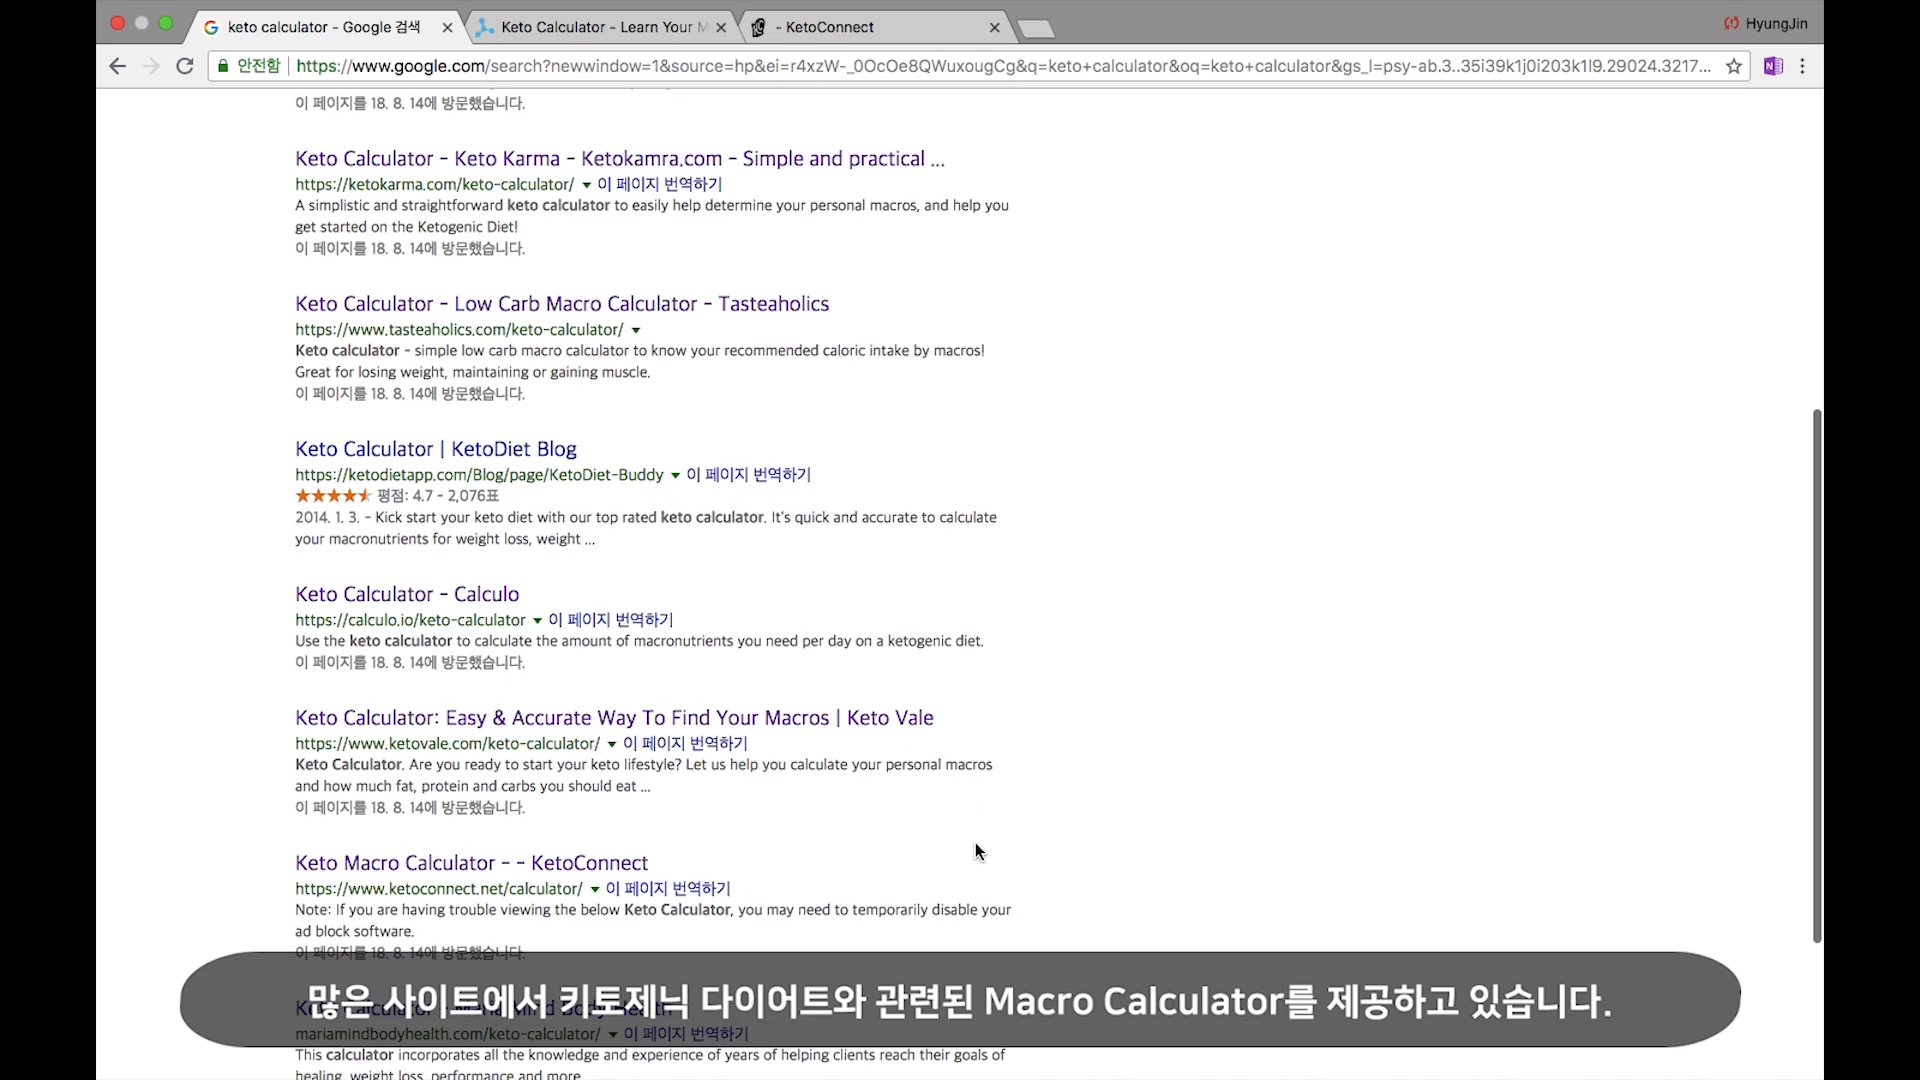 keto calculator - Google 검색
Keto Calculator - Learn Your M
- KetoConnect
HyungJin
안전함
https://www.google.com/search?newwindow=1&source=hp&ei=r4xzW-_0OcOe8QWuxougCg&q=keto+calculator&oq=keto+calculator&gs_l=psy-ab.3..35i39k1j0i203k1l9.29024.3217...
이 페이지를 18. 8. 14에 방문했습니다.
Keto Calculator - Keto Karma - Ketokamra.com - Simple and practical ...
https://ketokarma.com/keto-calculator/ 이 페이지 번역하기
A simplistic and straightforward keto calculator to easily help determine your personal macros, and help you
get started on the Ketogenic Diet!
이 페이지를 18. 8. 14에 방문했습니다.
Keto Calculator - Low Carb Macro Calculator - Tasteaholics
https://www.tasteaholics.com/keto-calculator/
Keto calculator - simple low carb macro calculator to know your recommended caloric intake by macros!
Great for losing weight, maintaining or gaining muscle.
이 페이지를 18. 8. 14에 방문했습니다.
Keto Calculator | KetoDiet Blog
https://ketodietapp.com/Blog/page/KetoDiet-Buddy 이 페이지 번역하기
평점: 4.7 - 2,076표
2014. 1. 3. - Kick start your keto diet with our top rated keto calculator. It's quick and accurate to calculate
your macronutrients for weight loss, weight ...
Keto Calculator - Calculo
https://calculo.io/keto-calculator 이 페이지 번역하기
Use the keto calculator to calculate the amount of macronutrients you need per day on a ketogenic diet.
이 페이지를 18. 8. 14에 방문했습니다.
Keto Calculator: Easy & Accurate Way To Find Your Macros | Keto Vale
https://www.ketovale.com/keto-calculator/ 이 페이지 번역하기
Keto Calculator. Are you ready to start your keto lifestyle? Let us help you calculate your personal macros
and how much fat, protein and carbs you should eat ...
이 페이지를 18. 8. 14에 방문했습니다.
Keto Macro Calculator - - KetoConnect
https://www.ketoconnect.net/calculator/ 이 페이지 번역하기
Note: If you are having trouble viewing the below Keto Calculator, you may need to temporarily disable your
ad block software.
이 페이지를 18. 8. 14에 방문했습니다.
많은 사이트에서 키토제닉 다이어트와 관련된 Macro Calculator를 제공하고 있습니다.
mariamindbodyhealth.com/keto-calculator/ 이 페이지 번역하기
This calculator incorporates all the knowledge and experience of years of helping clients reach their goals of
healing, weight loss, performance and more